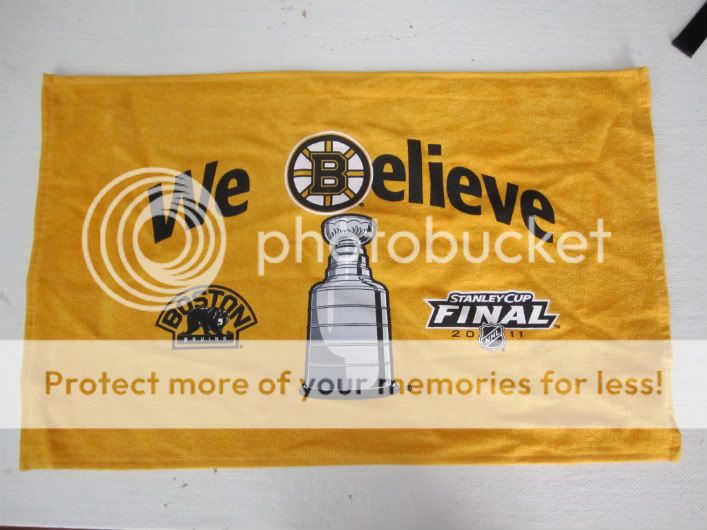 We Believe
photobucket
BOSTON
BRUINS
STANLEY CUP
FINAL
2011
NHL
Protect more of your memories for less!